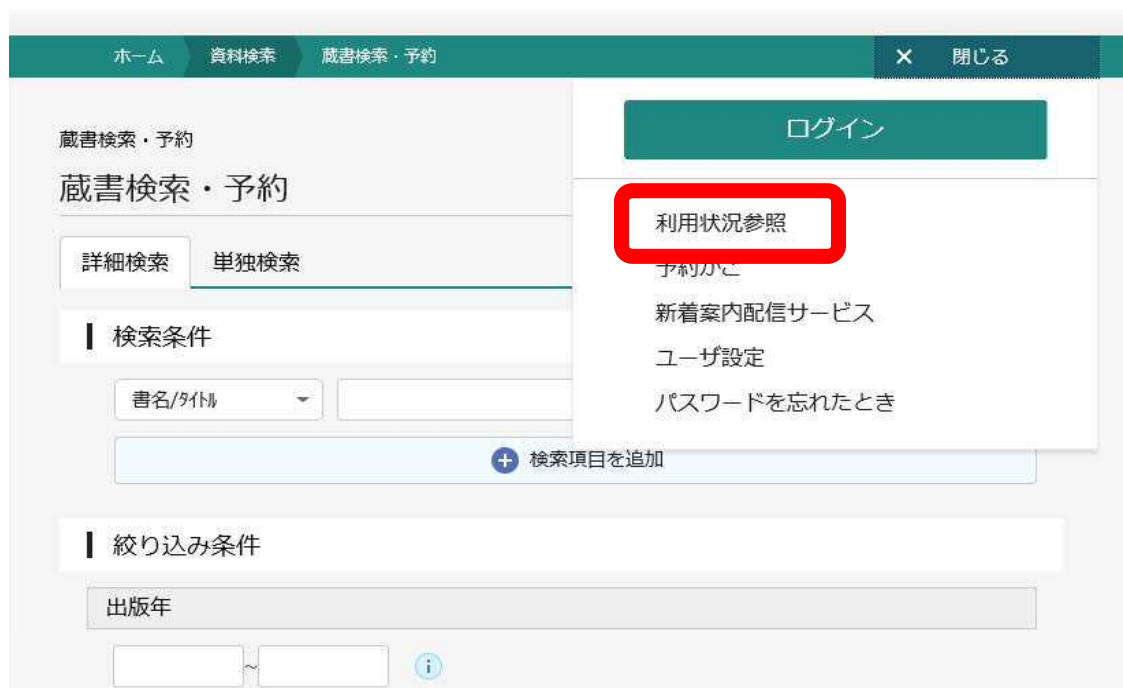 ホーム 資料検索 蔵書検索・予約 × 閉じる
ログイン
蔵書検索・予約
蔵書検索・予約
利用状況参照
予約かご
新着案内配信サービス
ユーザ設定
パスワードを忘れたとき
詳細検索 単独検索
検索条件
書名/ﾀｲﾄﾙ
検索項目を追加
絞り込み条件
出版年
~